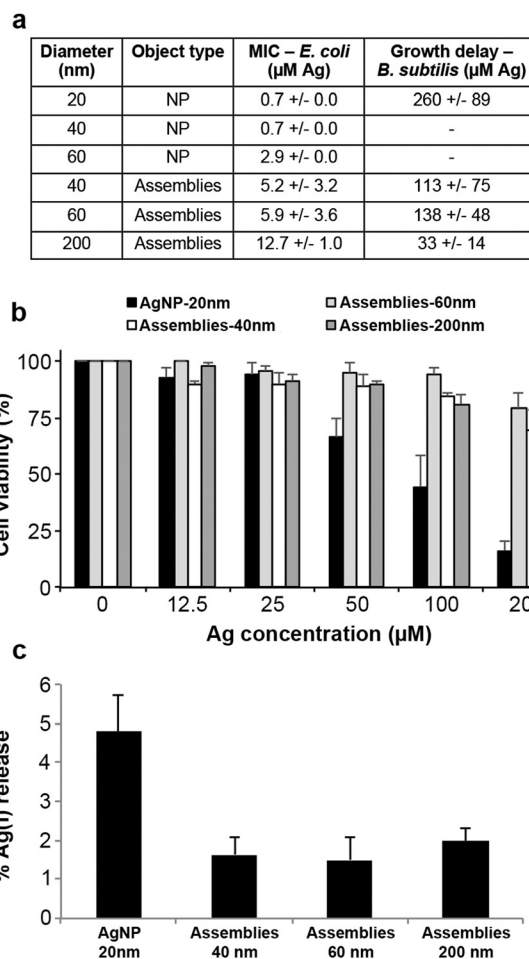 a
Diameter (nm) Object type MIC – E. coli (µM Ag) Growth delay – B. subtilis (µM Ag)
20 NP 0.7 +/- 0.0 260 +/- 89
40 NP 0.7 +/- 0.0 -
60 NP 2.9 +/- 0.0 -
40 Assemblies 5.2 +/- 3.2 113 +/- 75
60 Assemblies 5.9 +/- 3.6 138 +/- 48
200 Assemblies 12.7 +/- 1.0 33 +/- 14
b
AgNP-20nm Assemblies-60nm
Assemblies-40nm Assemblies-200nm
Cell viability (%)
100
75
50
25
0
0 12.5 25 50 100
Ag concentration (µM)
c
% Ag(I) release
6
5
4
3
2
1
0
AgNP Assemblies Assemblies Assemblies
20nm 40 nm 60 nm 200 nm